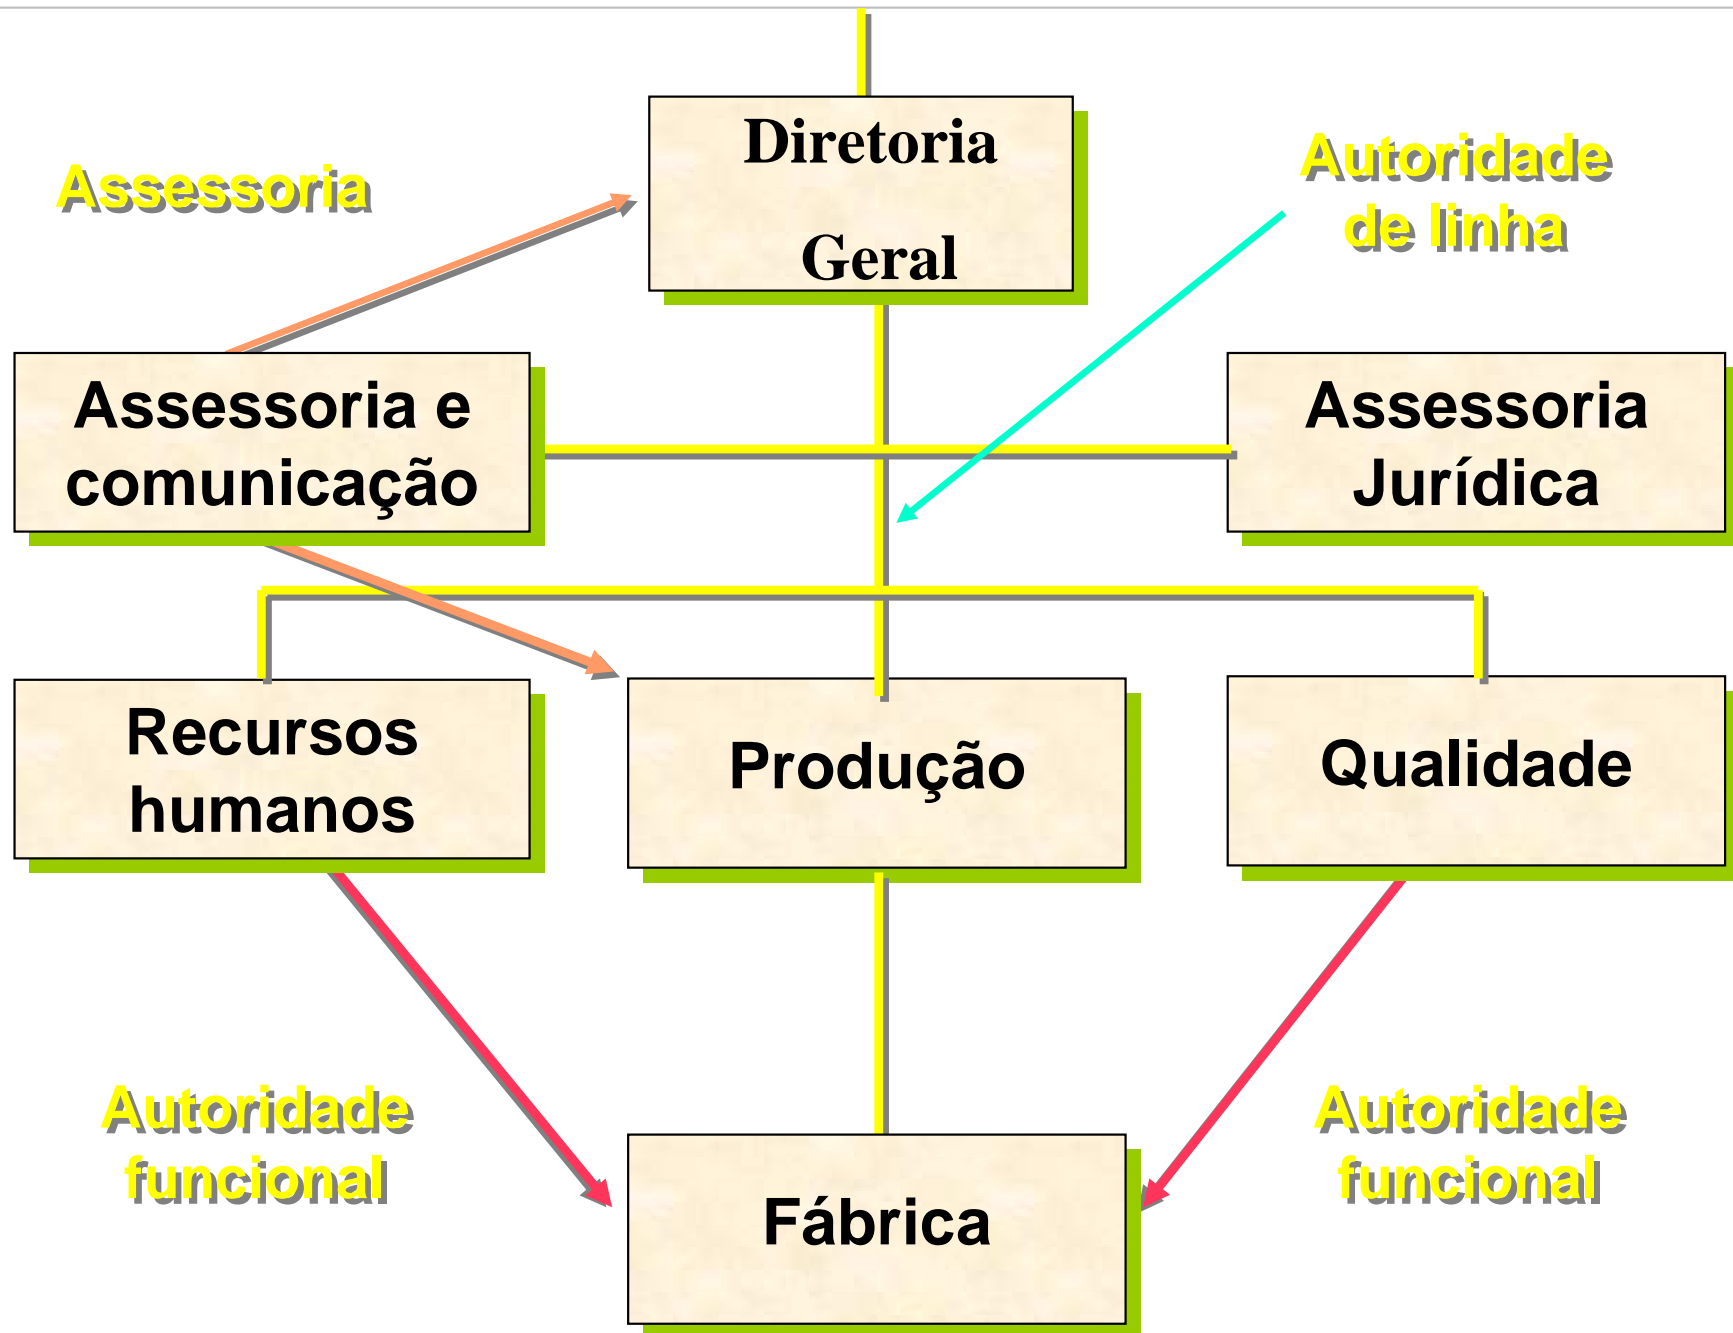 Diretoria
Geral
Assessoria
Autoridade
de linha
Assessoria e
comunicação
Assessoria
Jurídica
Recursos
humanos
Produção
Qualidade
Autoridade
funcional
Autoridade
funcional
Fábrica